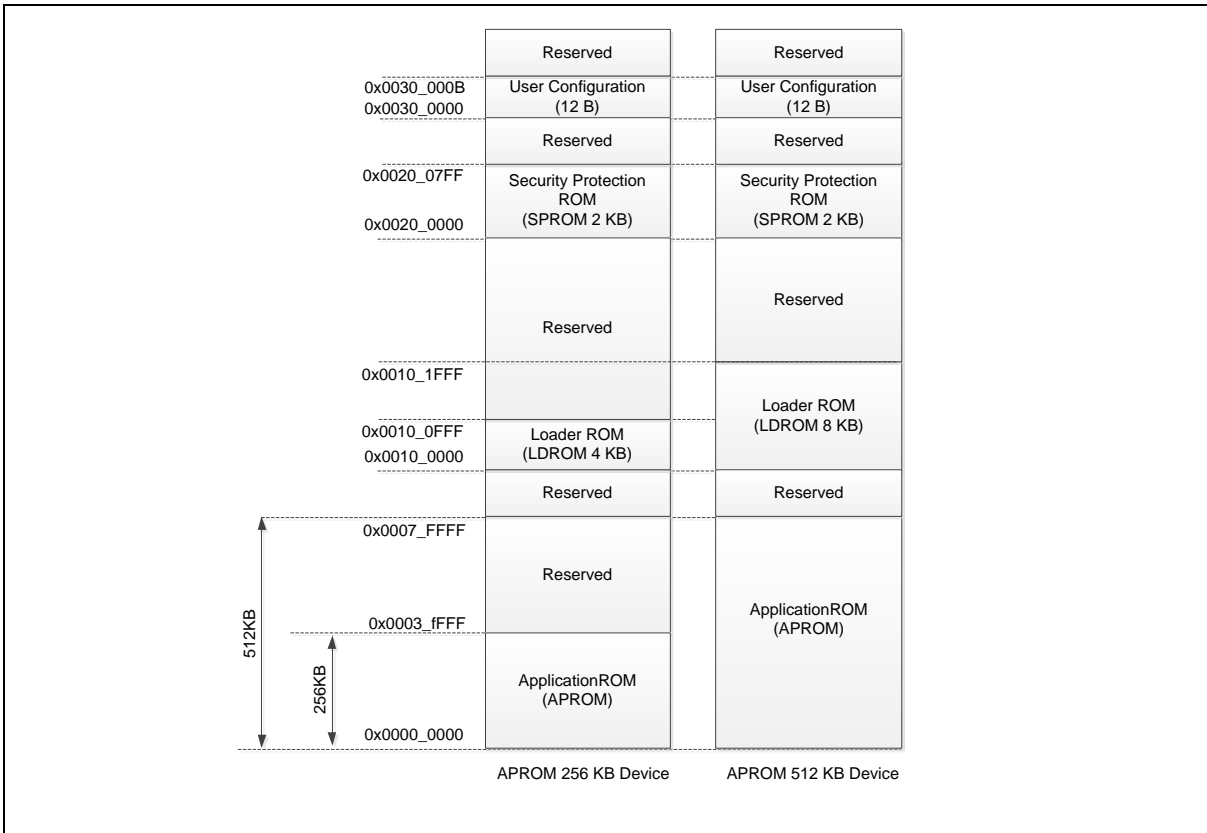 Reserved
Reserved
0x0030_000B
User Configuration
(12 B)
User Configuration
(12 B)
0x0030_0000
Reserved
Reserved
0x0020_07FF
Security Protection
ROM
(SPROM 2 KB)
Security Protection
ROM
(SPROM 2 KB)
0x0020_0000
Reserved
Reserved
0x0010_1FFF
Loader ROM
(LDROM 8 KB)
0x0010_0FFF
Loader ROM
(LDROM 4 KB)
0x0010_0000
Reserved
Reserved
0x0007_FFFF
Reserved
ApplicationROM
(APROM)
0x0003_fFFF
512KB
256KB
ApplicationROM
(APROM)
0x0000_0000
APROM 256 KB Device
APROM 512 KB Device